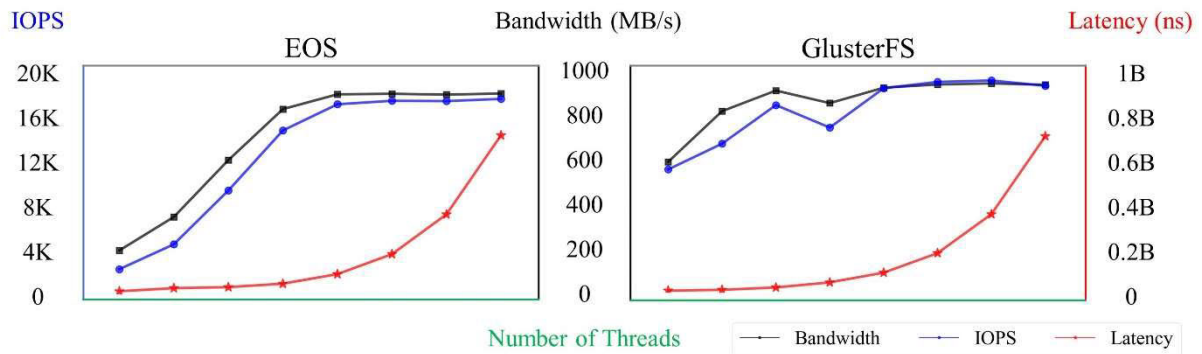 IOPS Bandwidth (MB/s) Latency (ns)
EOS GlusterFS
20K 1000 1B
16K 800 0.8B
12K 600 0.6B
8K 400 0.4B
4K 200 0.2B
0 0 0
Number of Threads Bandwidth IOPS Latency